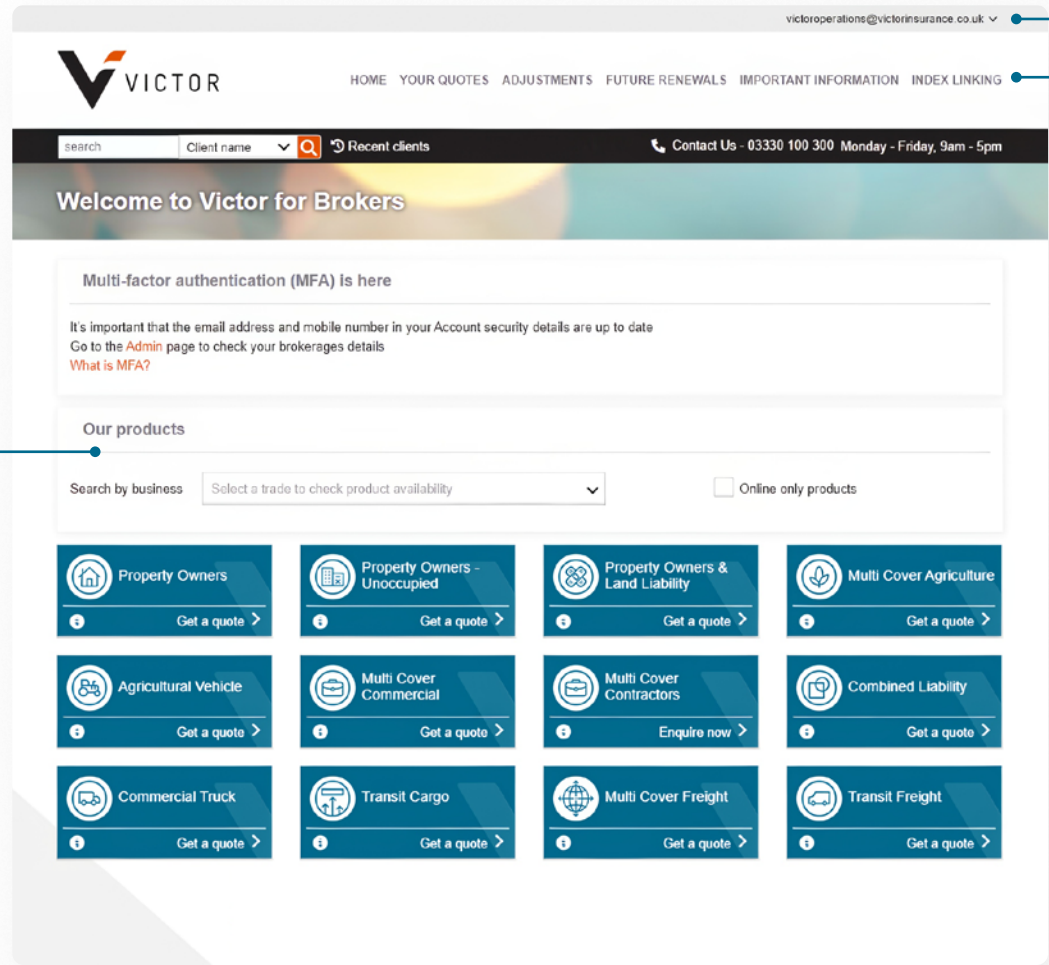 victoroperations@victorinsurance.co.uk
VICTOR
HOME YOUR QUOTES ADJUSTMENTS FUTURE RENEWALS IMPORTANT INFORMATION INDEX LINKING
search Client name Recent clients Contact Us - 03330 100 300 Monday - Friday, 9am - 5pm
Welcome to Victor for Brokers
Multi-factor authentication (MFA) is here
It's important that the email address and mobile number in your Account security details are up to date
Go to the Admin page to check your brokerages details
What is MFA?
Our products
Search by business Select a trade to check product availability Online only products
Property Owners
Get a quote
Property Owners -
Unoccupied
Get a quote
Property Owners &
Land Liability
Get a quote
Multi Cover Agriculture
Get a quote
Agricultural Vehicle
Get a quote
Multi Cover
Commercial
Get a quote
Multi Cover
Contractors
Enquire now
Combined Liability
Get a quote
Commercial Truck
Get a quote
Transit Cargo
Get a quote
Multi Cover Freight
Get a quote
Transit Freight
Get a quote